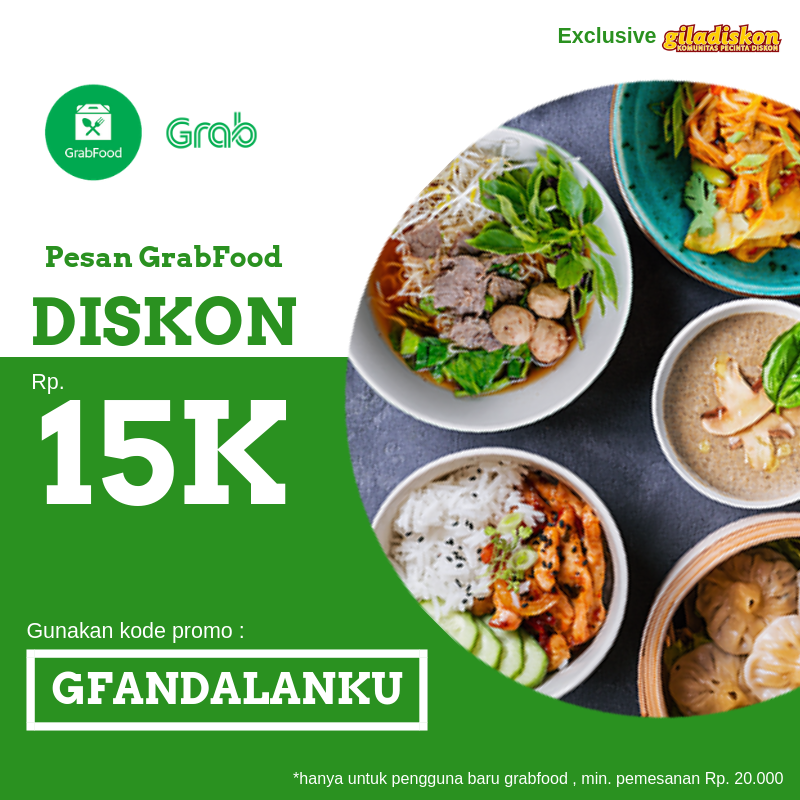 Exclusive giladiskon
KOMUNITAS PECINTA DISKON
GrabFood
Grab
Pesan GrabFood
DISKON
Rp.
15K
Gunakan kode promo :
GFANDALANKU
*hanya untuk pengguna baru grabfood , min. pemesanan Rp. 20.000